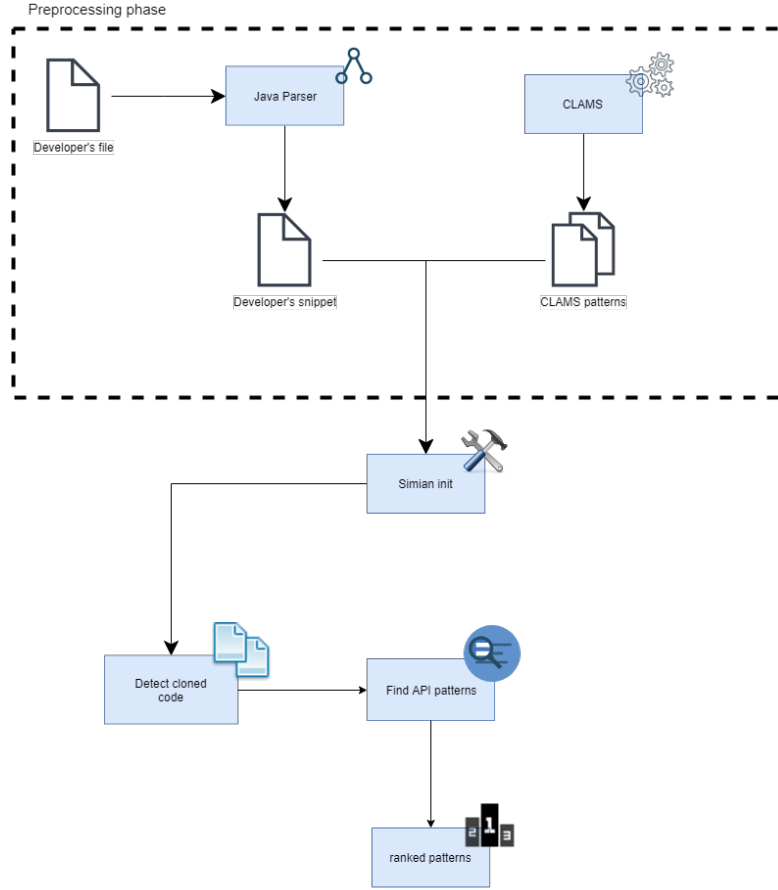 Preprocessing phase
Java Parser
CLAMS
Developer's file
Developer's snippet
CLAMS patterns
Simian init
Detect cloned
code
Find API patterns
2 1 3
ranked patterns